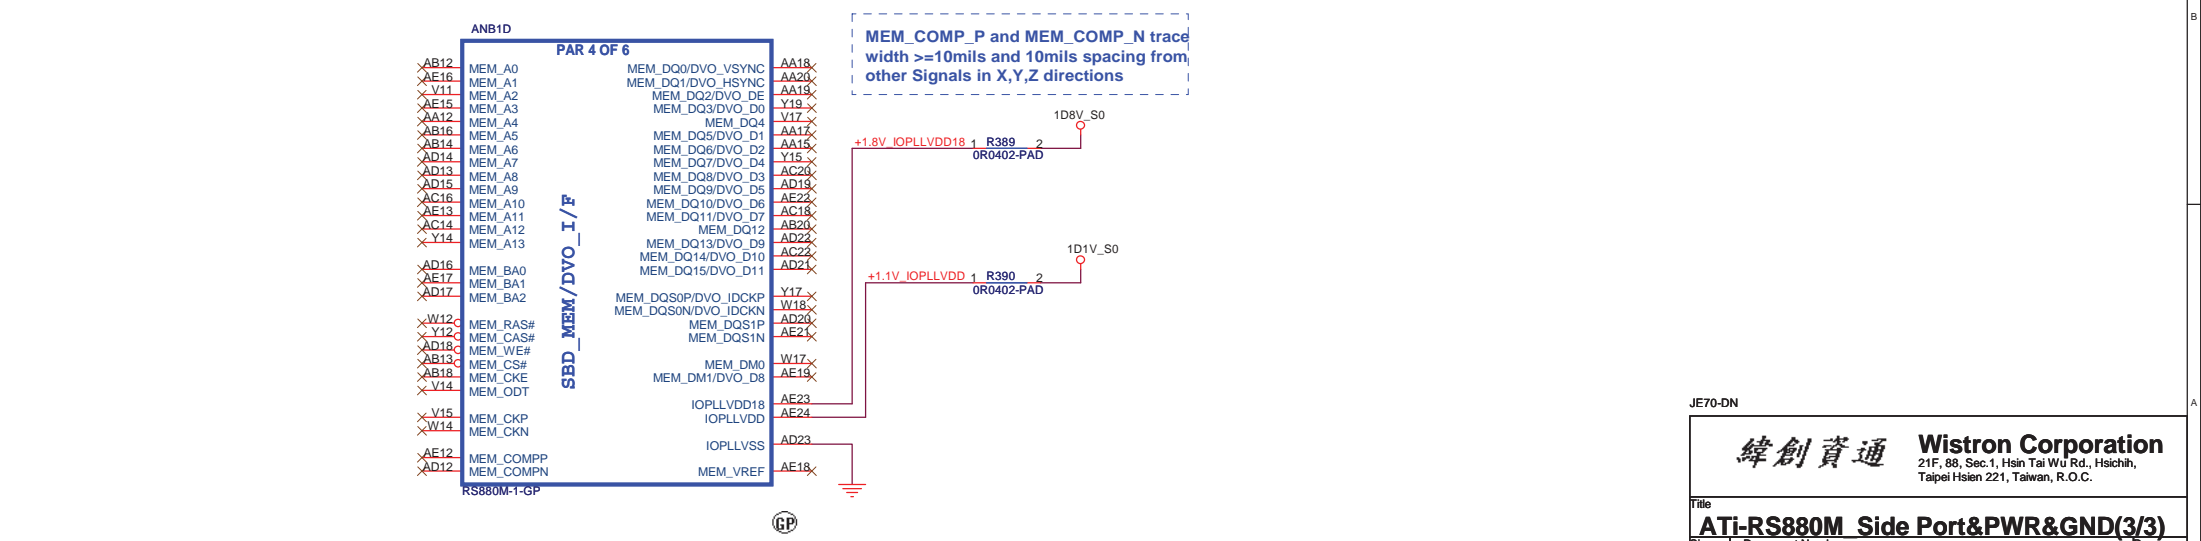 ANB1D
PAR 4 OF 6
SBD_MEM/DVO_I/F
AB12 MEM_A0
AE16 MEM_A1
V11 MEM_A2
AE15 MEM_A3
AA12 MEM_A4
AB16 MEM_A5
AB14 MEM_A6
AD14 MEM_A7
AD13 MEM_A8
AD15 MEM_A9
AC16 MEM_A10
AE13 MEM_A11
AC14 MEM_A12
Y14 MEM_A13
AD16 MEM_BA0
AE17 MEM_BA1
AD17 MEM_BA2
W12 MEM_RAS#
Y12 MEM_CAS#
AD18 MEM_WE#
AB13 MEM_CS#
AB18 MEM_CKE
V14 MEM_ODT
V15 MEM_CKP
W14 MEM_CKN
AE12 MEM_COMPP
AD12 MEM_COMPN
MEM_DQ0/DVO_VSYNC AA18
MEM_DQ1/DVO_HSYNC AA20
MEM_DQ2/DVO_DE AA19
MEM_DQ3/DVO_D0 Y19
MEM_DQ4 V17
MEM_DQ5/DVO_D1 AA17
MEM_DQ6/DVO_D2 AA15
MEM_DQ7/DVO_D4 Y15
MEM_DQ8/DVO_D3 AC20
MEM_DQ9/DVO_D5 AD19
MEM_DQ10/DVO_D6 AE22
MEM_DQ11/DVO_D7 AC18
MEM_DQ12 AB20
MEM_DQ13/DVO_D9 AD22
MEM_DQ14/DVO_D10 AC22
MEM_DQ15/DVO_D11 AD21
MEM_DQS0P/DVO_IDCKP Y17
MEM_DQS0N/DVO_IDCKN W18
MEM_DQS1P AD20
MEM_DQS1N AE21
MEM_DM0 W17
MEM_DM1/DVO_D8 AE19
IOPLLVDD18 AE23
IOPLLVDD AE24
IOPLLVSS AD23
MEM_VREF AE18
RS880M-1-GP
GP
MEM_COMP_P and MEM_COMP_N trace
width >=10mils and 10mils spacing from
other Signals in X,Y,Z directions
1D8V_S0
+1.8V_IOPLLVDD18 1 R389 2
0R0402-PAD
1D1V_S0
+1.1V_IOPLLVDD 1 R390 2
0R0402-PAD
B
A
JE70-DN
緯創資通
Wistron Corporation
21F, 88, Sec.1, Hsin Tai Wu Rd., Hsichih,
Taipei Hsien 221, Taiwan, R.O.C.
Title
ATi-RS880M_Side Port&PWR&GND(3/3)